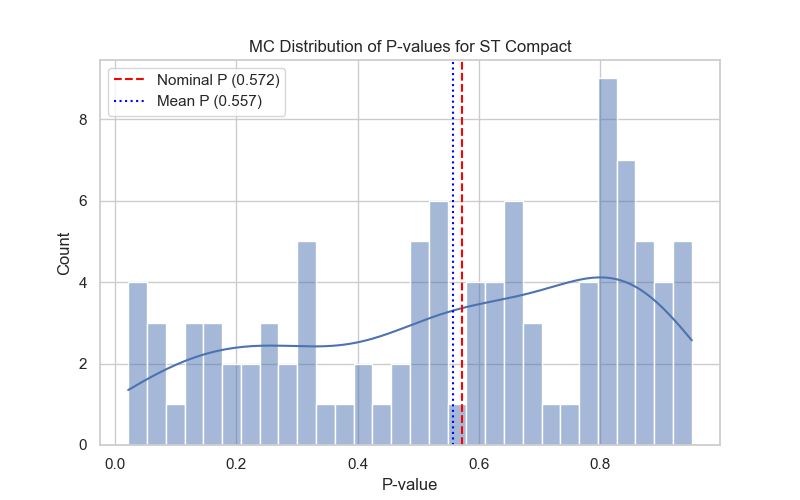 MC Distribution of P-values for ST Compact
Nominal P (0.572)
Mean P (0.557)
Count
8
6
4
2
0
0.0 0.2 0.4 0.6 0.8
P-value